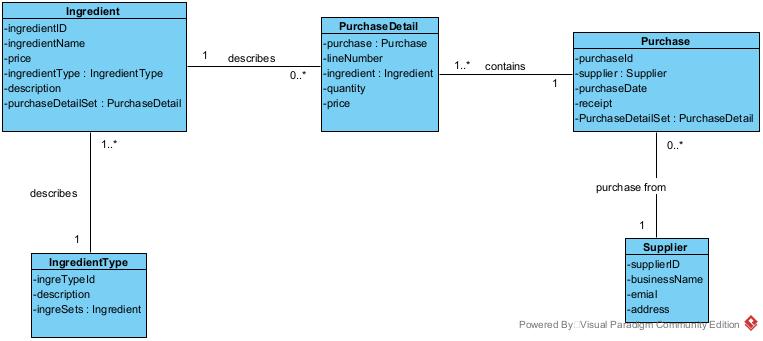 Ingredient
-ingredientID
-ingredientName
-price
-ingredientType : IngredientType
-description
-purchaseDetailSet : PurchaseDetail
1
describes
0..*
PurchaseDetail
-purchase : Purchase
-lineNumber
-ingredient : Ingredient
-quantity
-price
1..*
contains
1
Purchase
-purchaseId
-supplier : Supplier
-purchaseDate
-receipt
-PurchaseDetailSet : PurchaseDetail
1..*
describes
1
0..*
purchase from
1
IngredientType
-ingreTypeId
-description
-ingreSets : Ingredient
Supplier
-supplierID
-businessName
-emial
-address
Powered By Visual Paradigm Community Edition